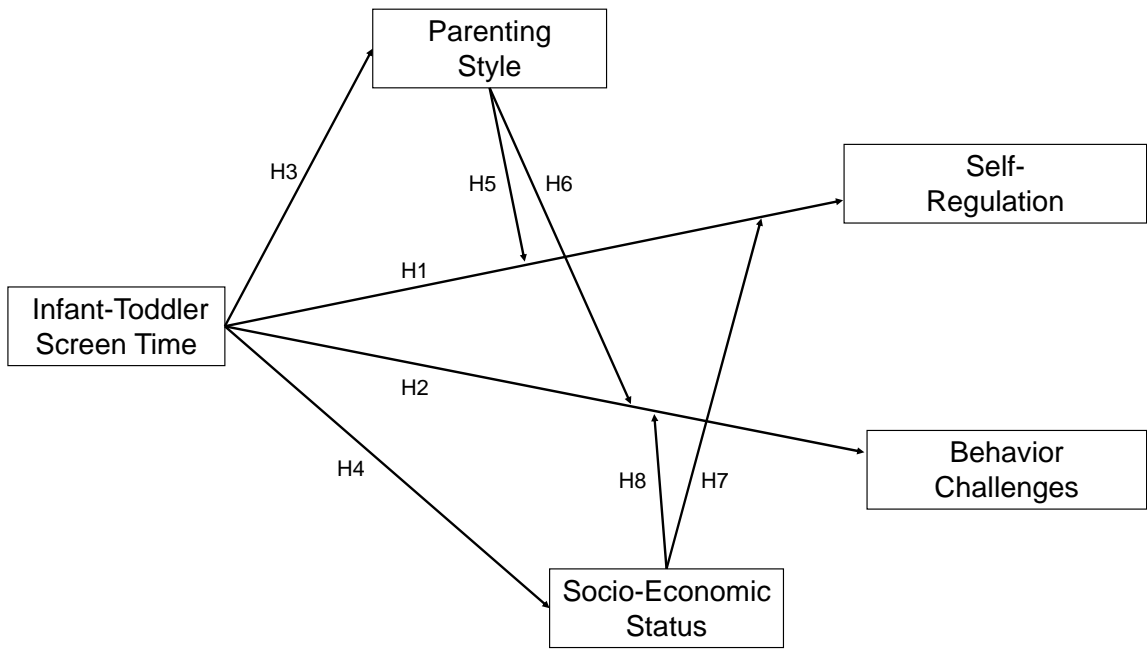 Parenting
Style
H3
H5
H6
Self-
Regulation
H1
Infant-Toddler
Screen Time
H2
Behavior
Challenges
H4
H8
H7
Socio-Economic
Status